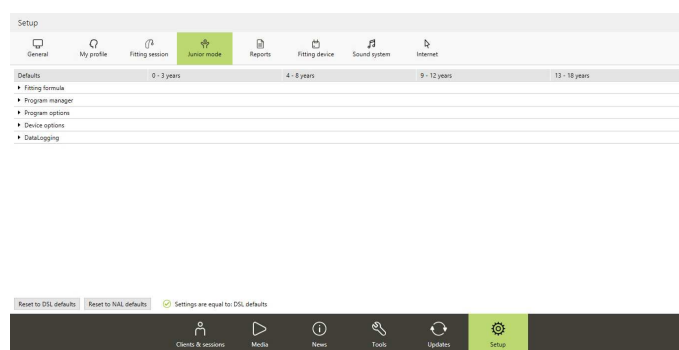 Setup
General My profile Fitting session Junior mode Reports Fitting device Sound system Internet
Defaults 0 - 3 years 4 - 8 years 9 - 12 years 13 - 18 years
Fitting formula
Program manager
Program options
Device options
DataLogging
Reset to DSL defaults Reset to NAL defaults Settings are equal to: DSL defaults
Clients & sessions Media News Tools Updates Setup